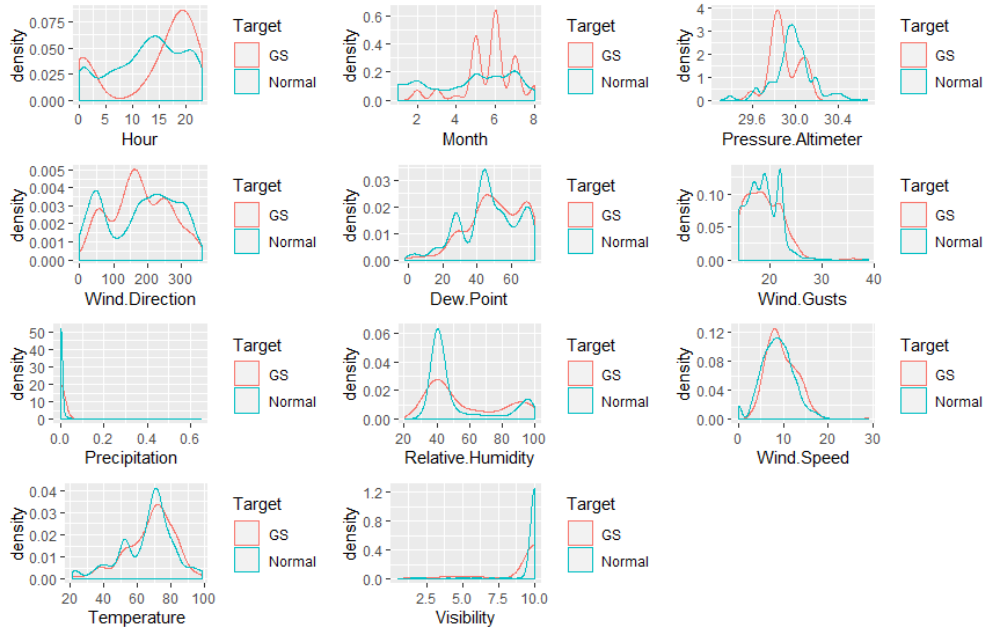 density
0.075
0.050
0.025
0.000
0 5 10 15 20
Hour
Target
GS
Normal
density
0.6
0.4
0.2
0.0
2 4 6 8
Month
Target
GS
Normal
density
4
3
2
1
0
29.6 30.0 30.4
Pressure.Altimeter
Target
GS
Normal
density
0.005
0.004
0.003
0.002
0.001
0.000
0 100 200 300
Wind.Direction
Target
GS
Normal
density
0.03
0.02
0.01
0.00
0 20 40 60
Dew.Point
Target
GS
Normal
density
0.10
0.05
0.00
20 30 40
Wind.Gusts
Target
GS
Normal
density
50
40
30
20
10
0
0.0 0.2 0.4 0.6
Precipitation
Target
GS
Normal
density
0.06
0.04
0.02
0.00
20 40 60 80 100
Relative.Humidity
Target
GS
Normal
density
0.12
0.08
0.04
0.00
0 10 20 30
Wind.Speed
Target
GS
Normal
density
0.04
0.03
0.02
0.01
0.00
20 40 60 80 100
Temperature
Target
GS
Normal
density
1.2
0.8
0.4
0.0
2.5 5.0 7.5 10.0
Visibility
Target
GS
Normal